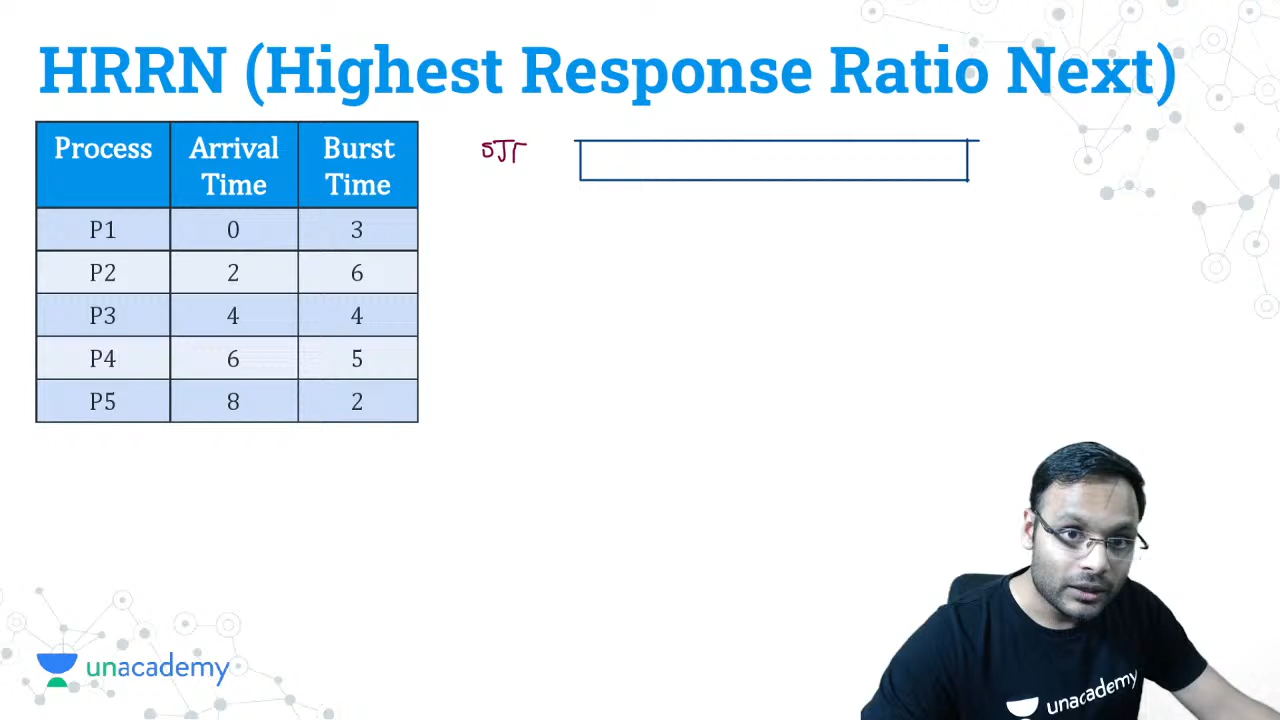 HRRN (Highest Response Ratio Next)
Process Arrival Time Burst Time
P1 0 3
P2 2 6
P3 4 4
P4 6 5
P5 8 2
SJF
unacademy
unacademy